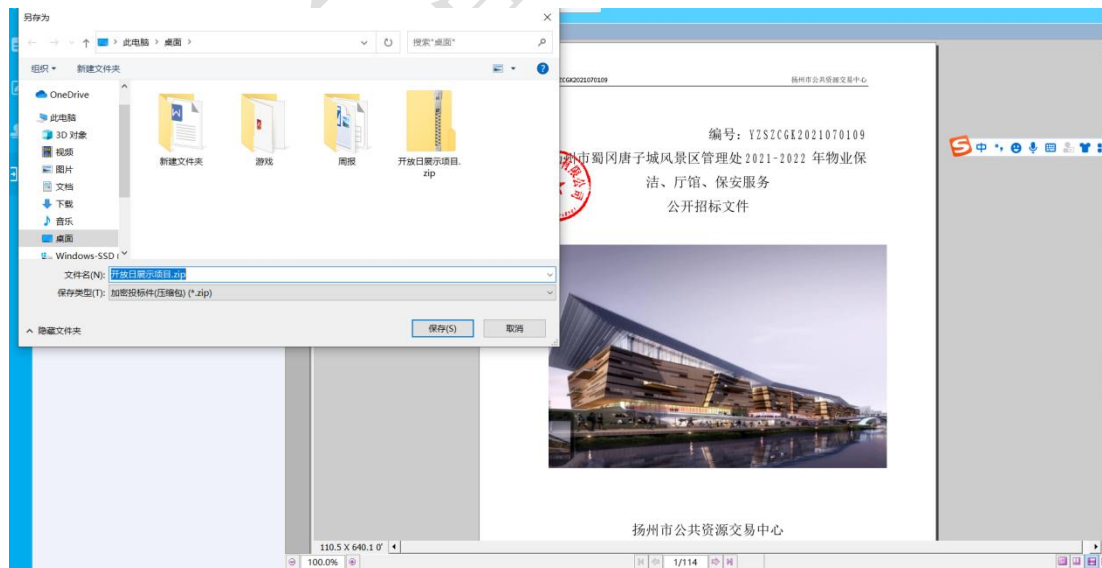 另存为
此电脑 > 桌面 >
搜索"桌面"
组织 新建文件夹
OneDrive
此电脑
3D 对象
视频
图片
文档
下载
音乐
桌面
Windows-SSD (
新建文件夹
游戏
周报
开放日展示项目.
zip
文件名(N): 开放日展示项目.zip
保存类型(T): 加密投标件(压缩包) (*.zip)
隐藏文件夹
保存(S) 取消
ZCGK2021070109
扬州市公共资源交易中心
编号: YZSZCGK2021070109
州市蜀冈唐子城风景区管理处 2021-2022 年物业保
洁、厅馆、保安服务
公开招标文件
有限公司
扬州市公共资源交易中心
中
110.5 X 640.1 0'
100.0%
1/114